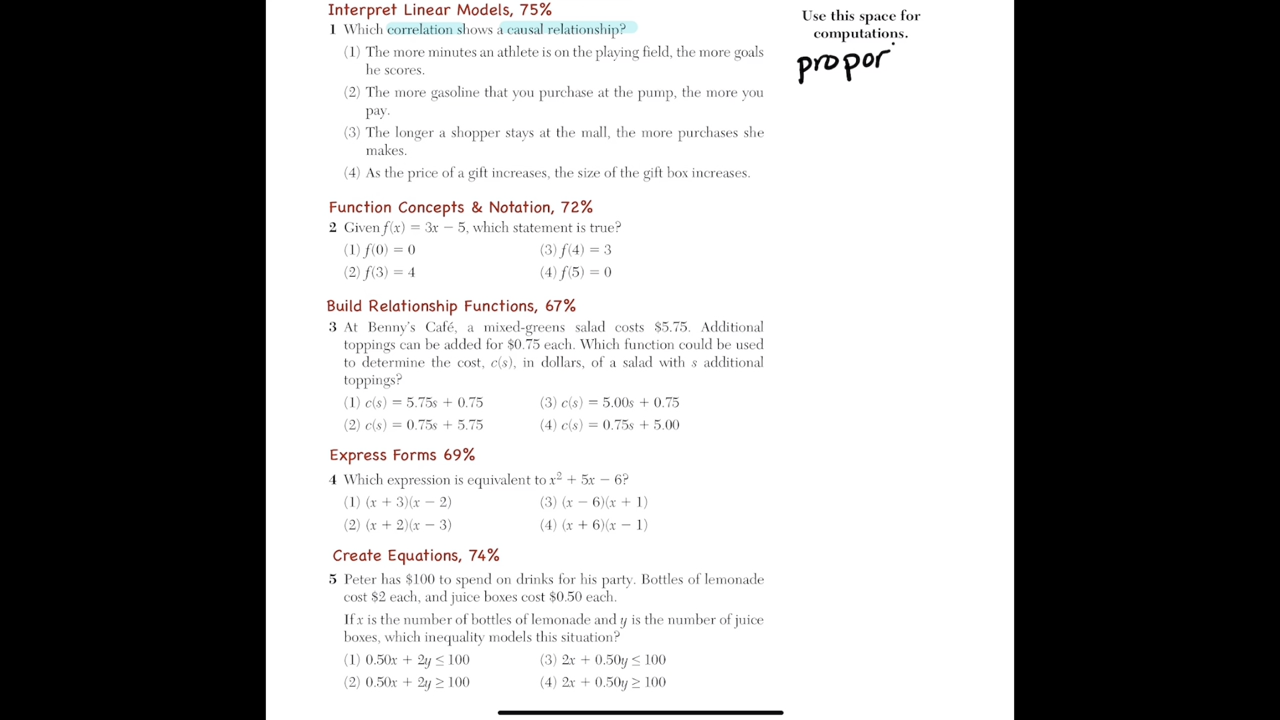 Interpret Linear Models, 75%
Use this space for
computations.
propor
1 Which correlation shows a causal relationship?
(1) The more minutes an athlete is on the playing field, the more goals
he scores.
(2) The more gasoline that you purchase at the pump, the more you
pay.
(3) The longer a shopper stays at the mall, the more purchases she
makes.
(4) As the price of a gift increases, the size of the gift box increases.
Function Concepts & Notation, 72%
2 Given f(x) = 3x − 5, which statement is true?
(1) f(0) = 0 (3) f(4) = 3
(2) f(3) = 4 (4) f(5) = 0
Build Relationship Functions, 67%
3 At Benny's Café, a mixed-greens salad costs $5.75. Additional
toppings can be added for $0.75 each. Which function could be used
to determine the cost, c(s), in dollars, of a salad with s additional
toppings?
(1) c(s) = 5.75s + 0.75 (3) c(s) = 5.00s + 0.75
(2) c(s) = 0.75s + 5.75 (4) c(s) = 0.75s + 5.00
Express Forms 69%
4 Which expression is equivalent to x² + 5x − 6?
(1) (x + 3)(x − 2) (3) (x − 6)(x + 1)
(2) (x + 2)(x − 3) (4) (x + 6)(x − 1)
Create Equations, 74%
5 Peter has $100 to spend on drinks for his party. Bottles of lemonade
cost $2 each, and juice boxes cost $0.50 each.
If x is the number of bottles of lemonade and y is the number of juice
boxes, which inequality models this situation?
(1) 0.50x + 2y ≤ 100 (3) 2x + 0.50y ≤ 100
(2) 0.50x + 2y ≥ 100 (4) 2x + 0.50y ≥ 100